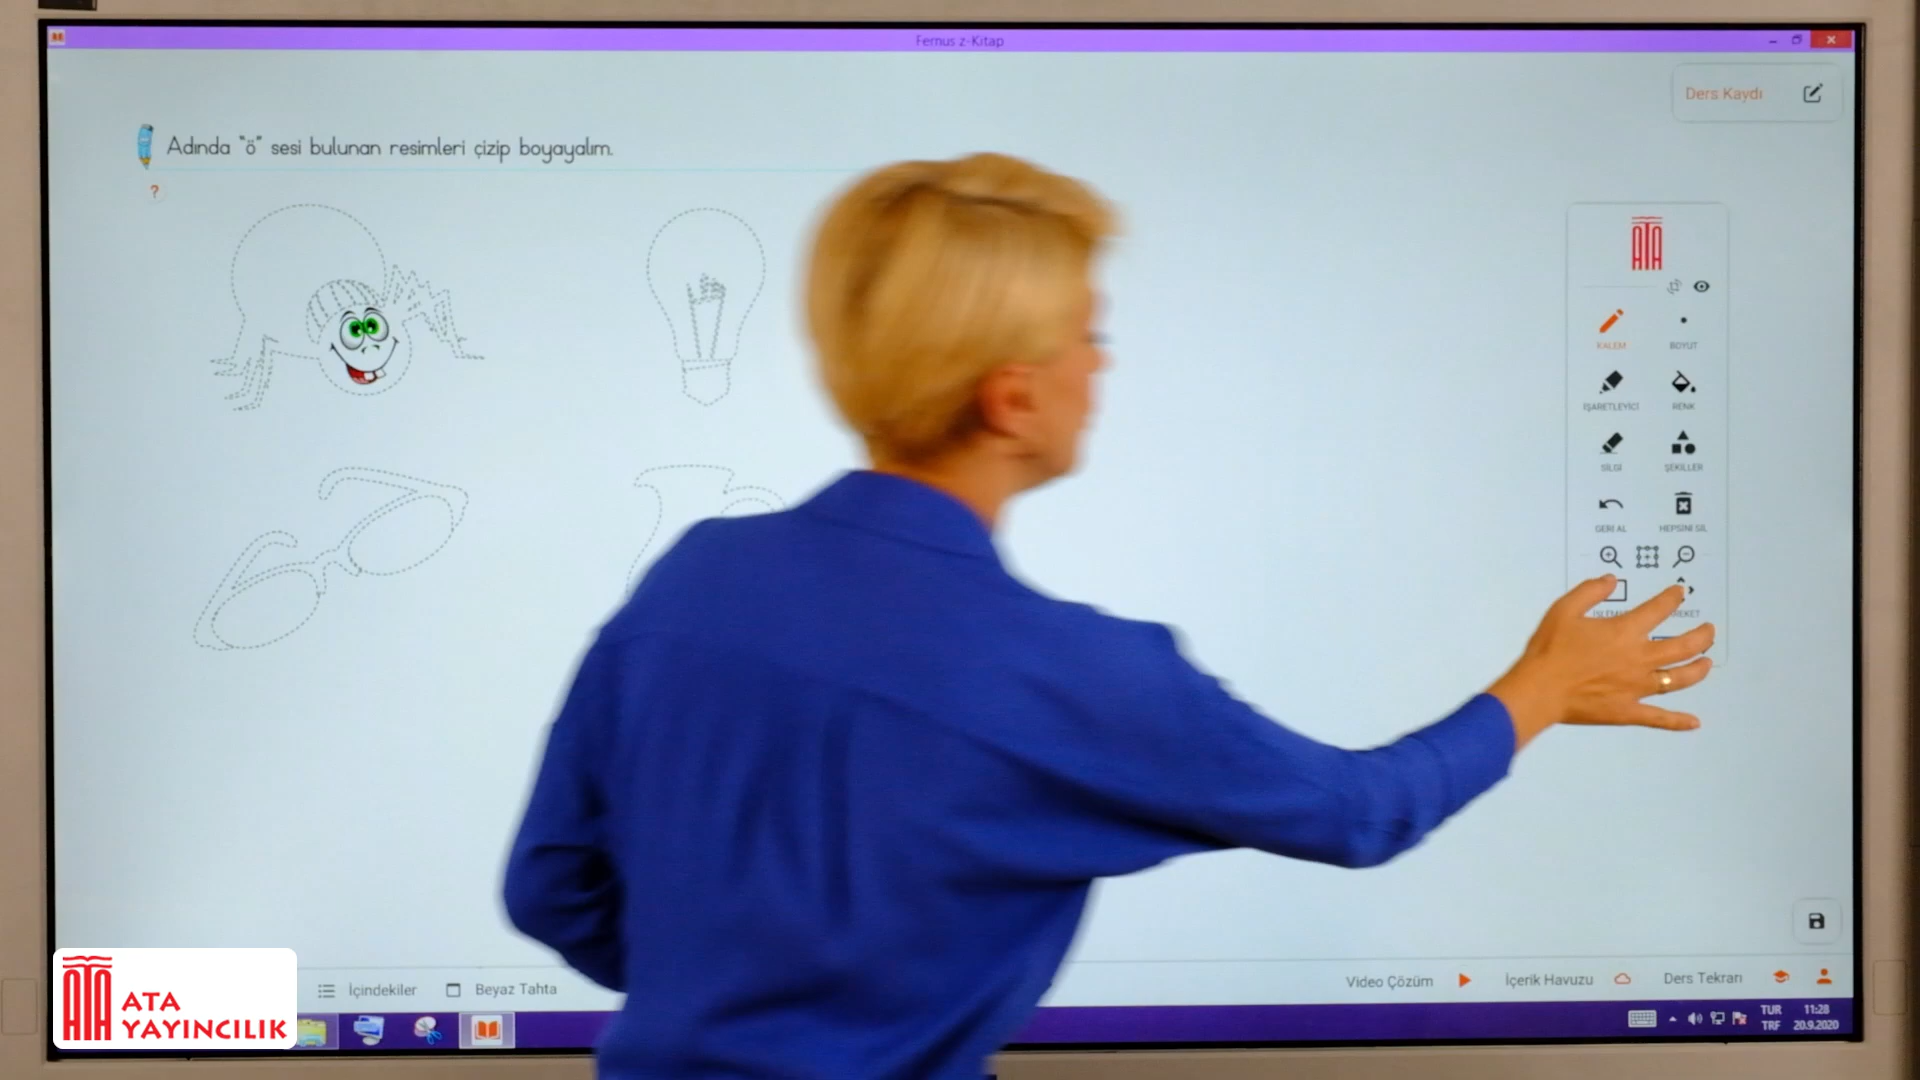 Fernus z-Kitap
Ders Kaydı
Adında "ö" sesi bulunan resimleri çizip boyayalım.
?
ATA
KALEM
BOYUT
İŞARETLEYİCİ
RENK
SİLGİ
ŞEKİLLER
GERİ AL
HEPSİNİ SİL
İçindekiler
Beyaz Tahta
Video Çözüm
İçerik Havuzu
Ders Tekrarı
ATA
ATA
YAYINCILIK
TUR
TRF
11:28
20.9.2020